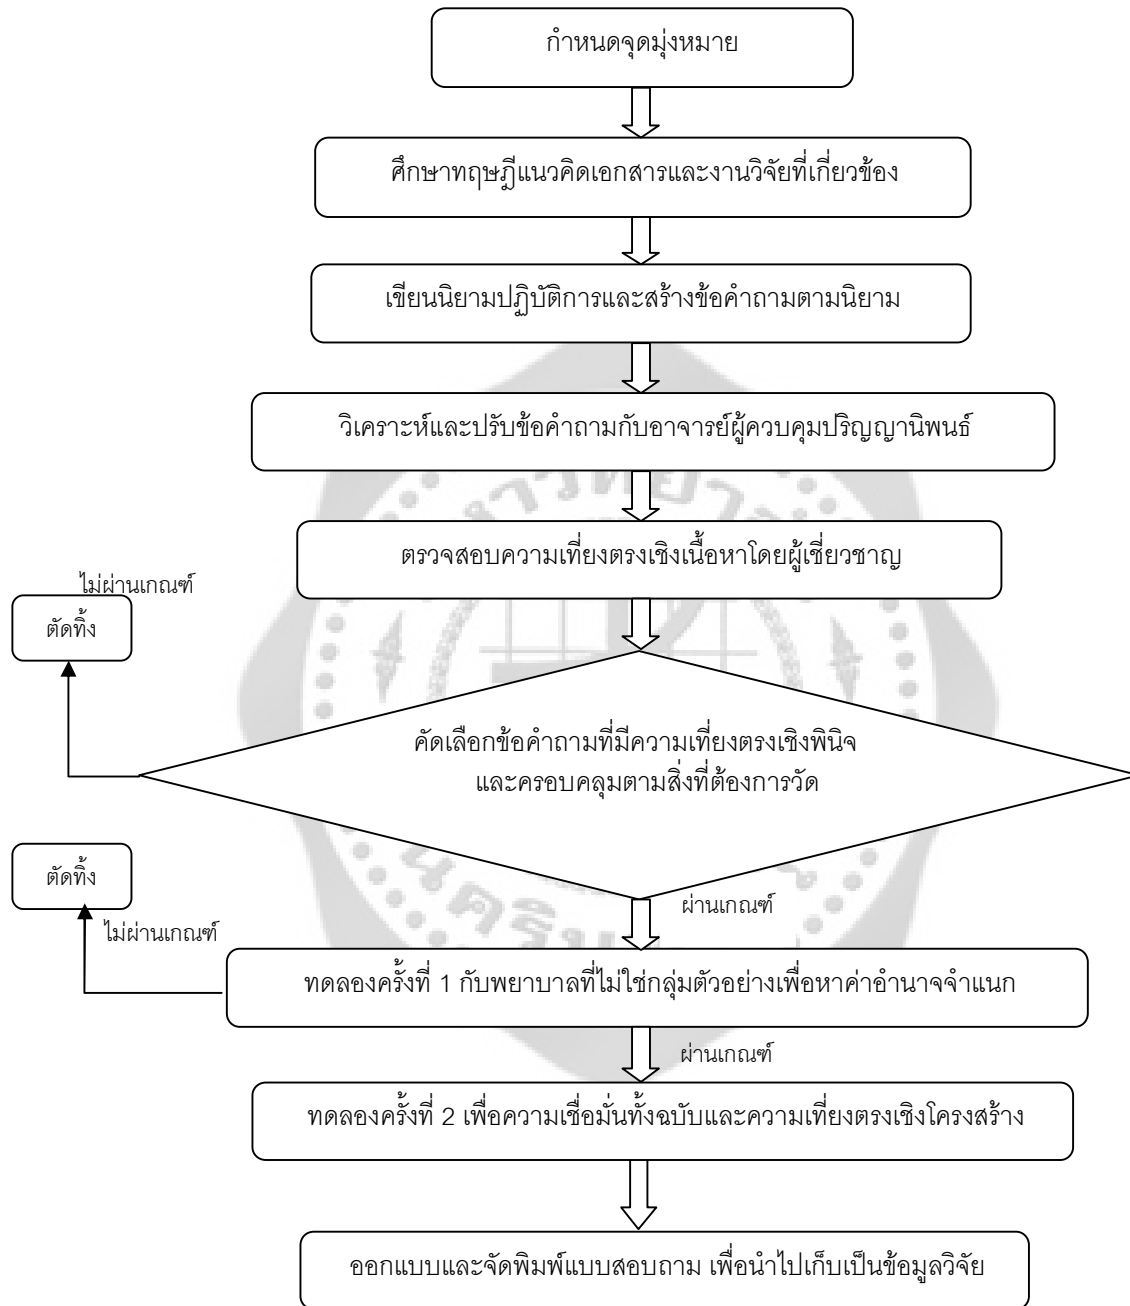 กำหนดจุดมุ่งหมาย
ศึกษาทฤษฎีแนวคิดเอกสารและงานวิจัยที่เกี่ยวข้อง
เขียนนิยามปฏิบัติการและสร้างข้อคำถามตามนิยาม
วิเคราะห์และปรับข้อคำถามกับอาจารย์ผู้ควบคุมปริญญานิพนธ์
ตรวจสอบความเที่ยงตรงเชิงเนื้อหาโดยผู้เชี่ยวชาญ
ไม่ผ่านเกณฑ์
ตัดทิ้ง
คัดเลือกข้อคำถามที่มีความเที่ยงตรงเชิงพินิจ
และครอบคลุมตามสิ่งที่ต้องการวัด
ตัดทิ้ง
ผ่านเกณฑ์
ไม่ผ่านเกณฑ์
ทดลองครั้งที่ 1 กับพยาบาลที่ไม่ใช่กลุ่มตัวอย่างเพื่อหาค่าอำนาจจำแนก
ผ่านเกณฑ์
ทดลองครั้งที่ 2 เพื่อความเชื่อมั่นทั้งฉบับและความเที่ยงตรงเชิงโครงสร้าง
ออกแบบและจัดพิมพ์แบบสอบถาม เพื่อนำไปเก็บเป็นข้อมูลวิจัย